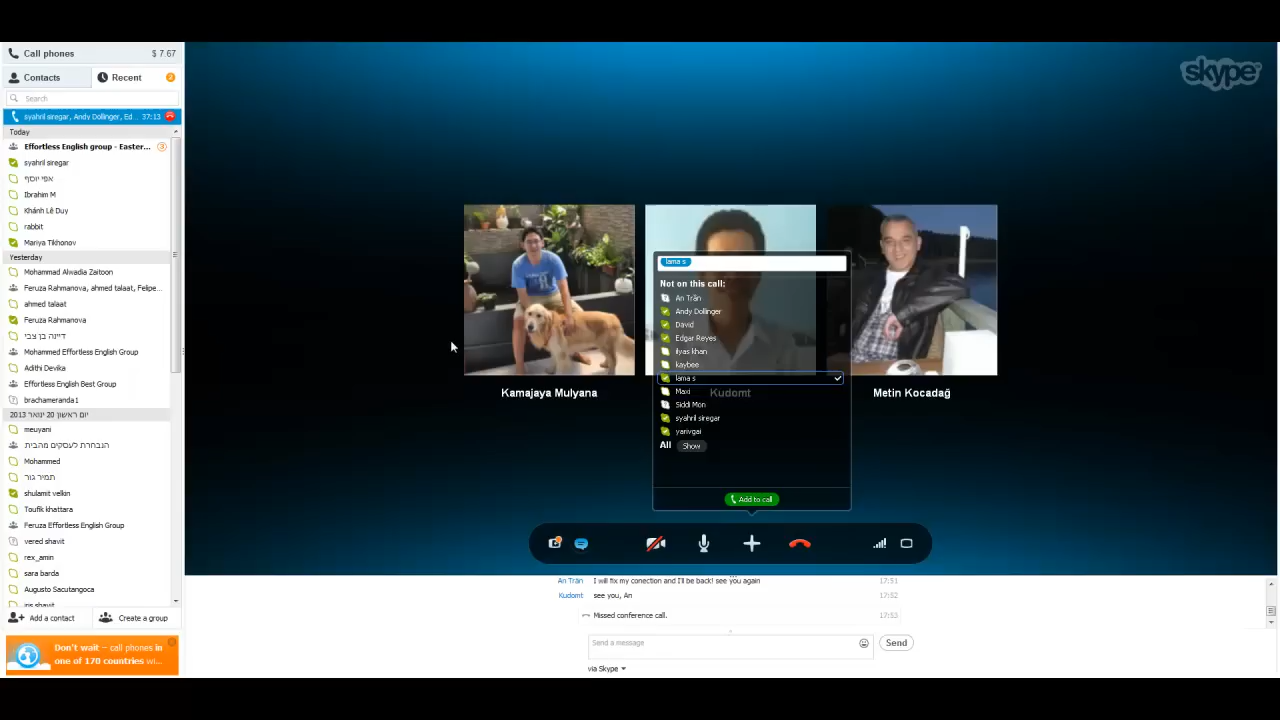 Call phones
$ 7.67
Contacts
Recent
2
Search
syahril siregar, Andy Dollinger, Ed...
37:13
Today
Effortless English group - Easter...
3
syahril siregar
אפי יוסף
Ibrahim M
Khánh Lê Duy
rabbit
Mariya Tikhonov
Yesterday
Mohammad Alwadia Zaitoon
Feruza Rahmanova, ahmed talaat, Felipe...
ahmed talaat
Feruza Rahmanova
דיינה בן צבי
Mohammed Effortless English Group
Adithi Devika
Effortless English Best Group
brachameranda1
יום ראשון 20 ינואר 2013
meuyani
הנבחרת לעסקים מהבית
Mohammed
תמיר גור
shulamit velkin
Toufik khattara
Feruza Effortless English Group
vered shavit
rex_amin
sara barda
Augusto Sacutangoca
iris shavit
Add a contact
Create a group
Don't wait – call phones in
one of 170 countries wi...
skype
Kamajaya Mulyana
Kudomt
Metin Kocadağ
lama s
Not on this call:
An Trân
Andy Dollinger
David
Edgar Reyes
ilyas khan
kaybee
lama s
Maxi
Siddi Mon
syahril siregar
yarivgai
All
Show
Add to call
An Trân
I will fix my conection and I'll be back! see you again
17:51
Kudomt
see you, An
17:52
Missed conference call.
17:53
Send a message
Send
via Skype